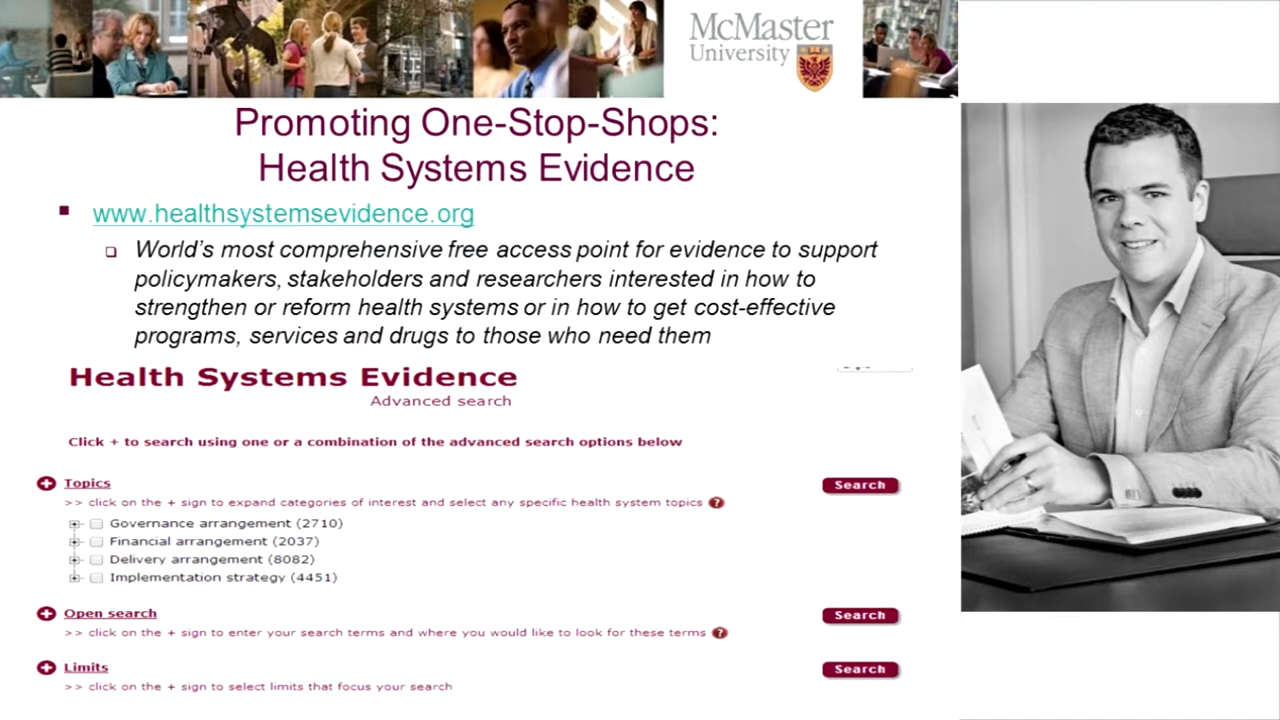 McMaster
University
Promoting One-Stop-Shops:
Health Systems Evidence
www.healthsystemsevidence.org
World's most comprehensive free access point for evidence to support
policymakers, stakeholders and researchers interested in how to
strengthen or reform health systems or in how to get cost-effective
programs, services and drugs to those who need them
Health Systems Evidence
Advanced search
Click + to search using one or a combination of the advanced search options below
Topics
Search
>> click on the + sign to expand categories of interest and select any specific health system topics ?
Governance arrangement (2710)
Financial arrangement (2037)
Delivery arrangement (8082)
Implementation strategy (4451)
Open search
Search
>> click on the + sign to enter your search terms and where you would like to look for these terms ?
Limits
Search
>> click on the + sign to select limits that focus your search